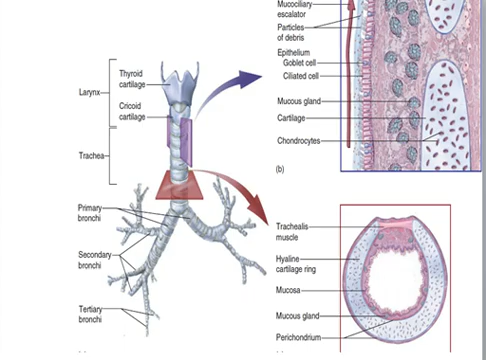 Larynx
Thyroid
cartilage
Cricoid
cartilage
Trachea
Primary
bronchi
Secondary
bronchi
Tertiary
bronchi
Mucociliary
escalator
Particles
of debris
Epithelium
Goblet cell
Ciliated cell
Mucous gland
Cartilage
Chondrocytes
(b)
Trachealis
muscle
Hyaline
cartilage ring
Mucosa
Mucous gland
Perichondrium